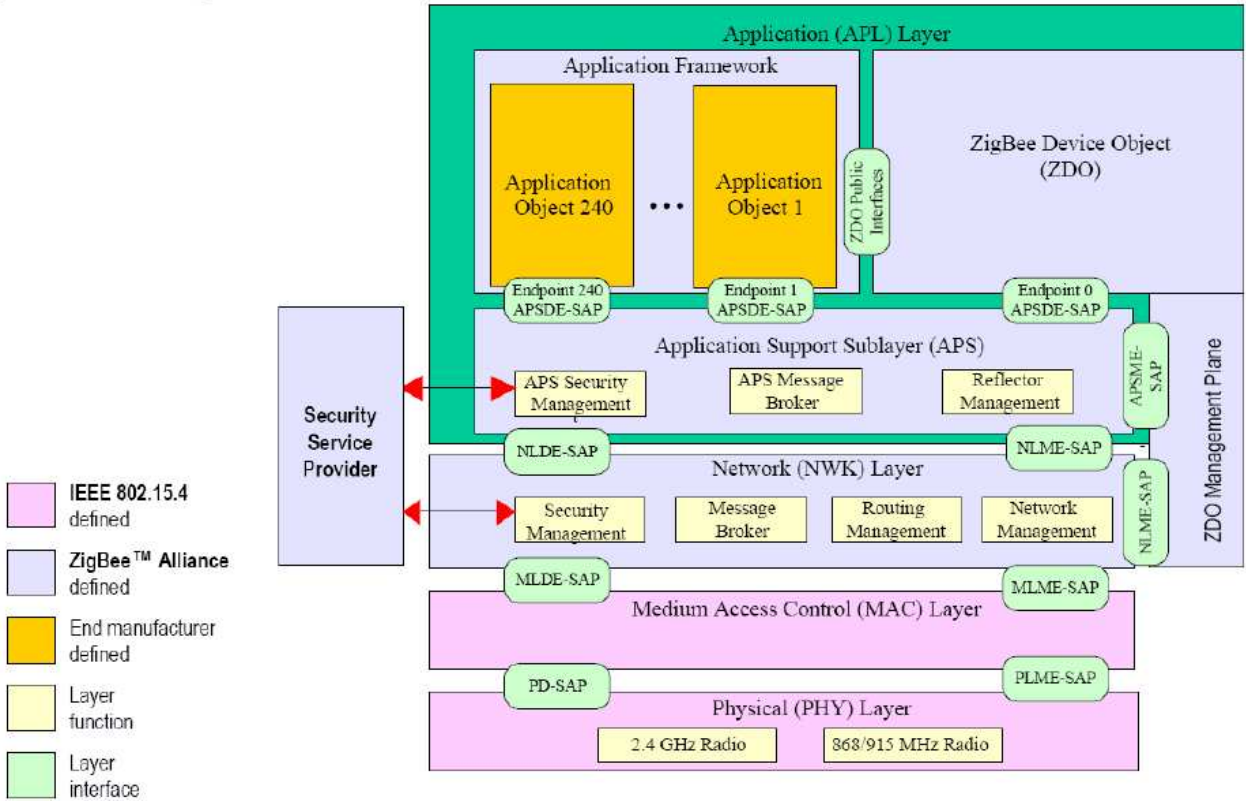 Application (APL) Layer
Application Framework
Application
Object 240
...
Application
Object 1
ZDO Public
Interfaces
ZigBee Device Object
(ZDO)
Endpoint 240
APSDE-SAP
Endpoint 1
APSDE-SAP
Endpoint 0
APSDE-SAP
Application Support Sublayer (APS)
APS Security
Management
APS Message
Broker
Reflector
Management
APSME-
SAP
Security
Service
Provider
NLDE-SAP
NLME-SAP
Network (NWK) Layer
Security
Management
Message
Broker
Routing
Management
Network
Management
NLME-SAP
ZDO Management Plane
MLDE-SAP
MLME-SAP
Medium Access Control (MAC) Layer
PD-SAP
PLME-SAP
Physical (PHY) Layer
2.4 GHz Radio
868/915 MHz Radio
IEEE 802.15.4
defined
ZigBee™ Alliance
defined
End manufacturer
defined
Layer
function
Layer
interface